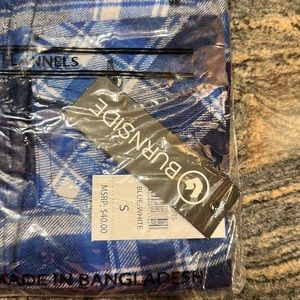 FLANNELS
BURNSIDE
BLUE/WHITE
S
MSRP: $40.00
MADE IN BANGLADESH